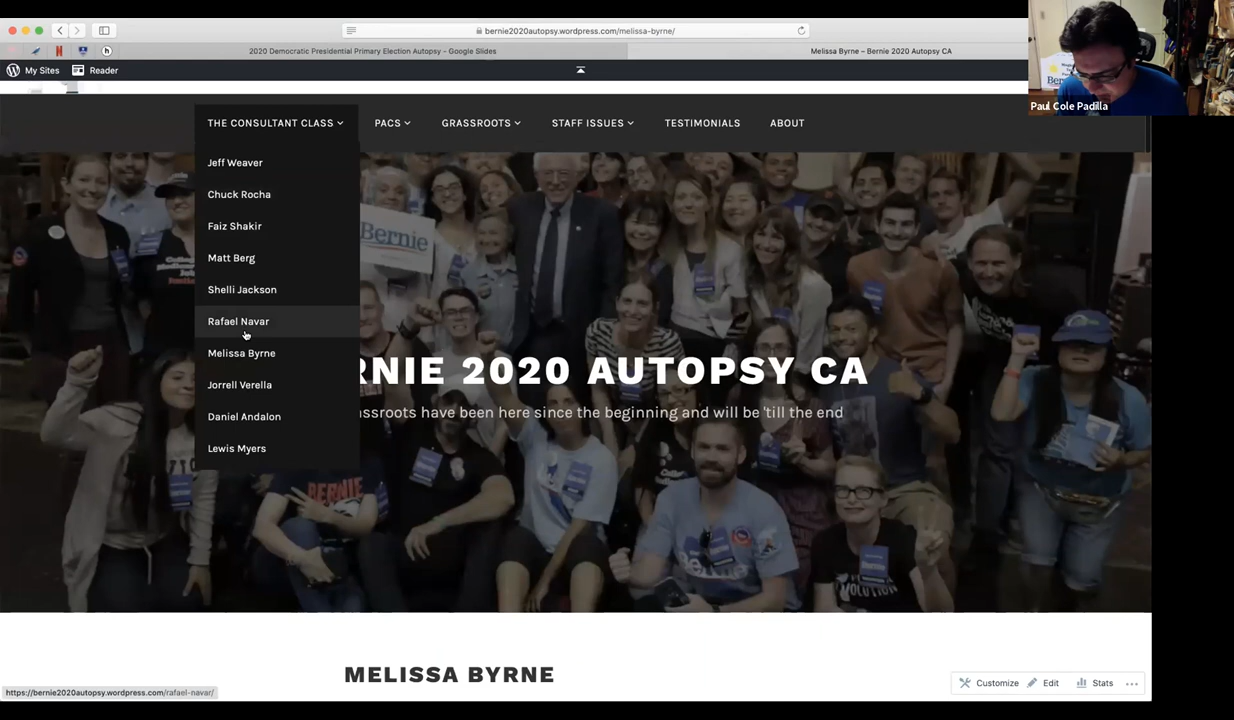 bernie2020autopsy.wordpress.com/melissa-byrne/
2020 Democratic Presidential Primary Election Autopsy - Google Slides
Melissa Byrne – Bernie 2020 Autopsy CA
My Sites
Reader
Paul Cole Padilla
THE CONSULTANT CLASS
PACS
GRASSROOTS
STAFF ISSUES
TESTIMONIALS
ABOUT
Jeff Weaver
Chuck Rocha
Faiz Shakir
Matt Berg
Shelli Jackson
Rafael Navar
Melissa Byrne
Jorrell Verella
Daniel Andalon
Lewis Myers
Bernie
RNIE 2020 AUTOPSY CA
assroots have been here since the beginning and will be 'till the end
BERNIE
MELISSA BYRNE
https://bernie2020autopsy.wordpress.com/rafael-navar/
Customize
Edit
Stats